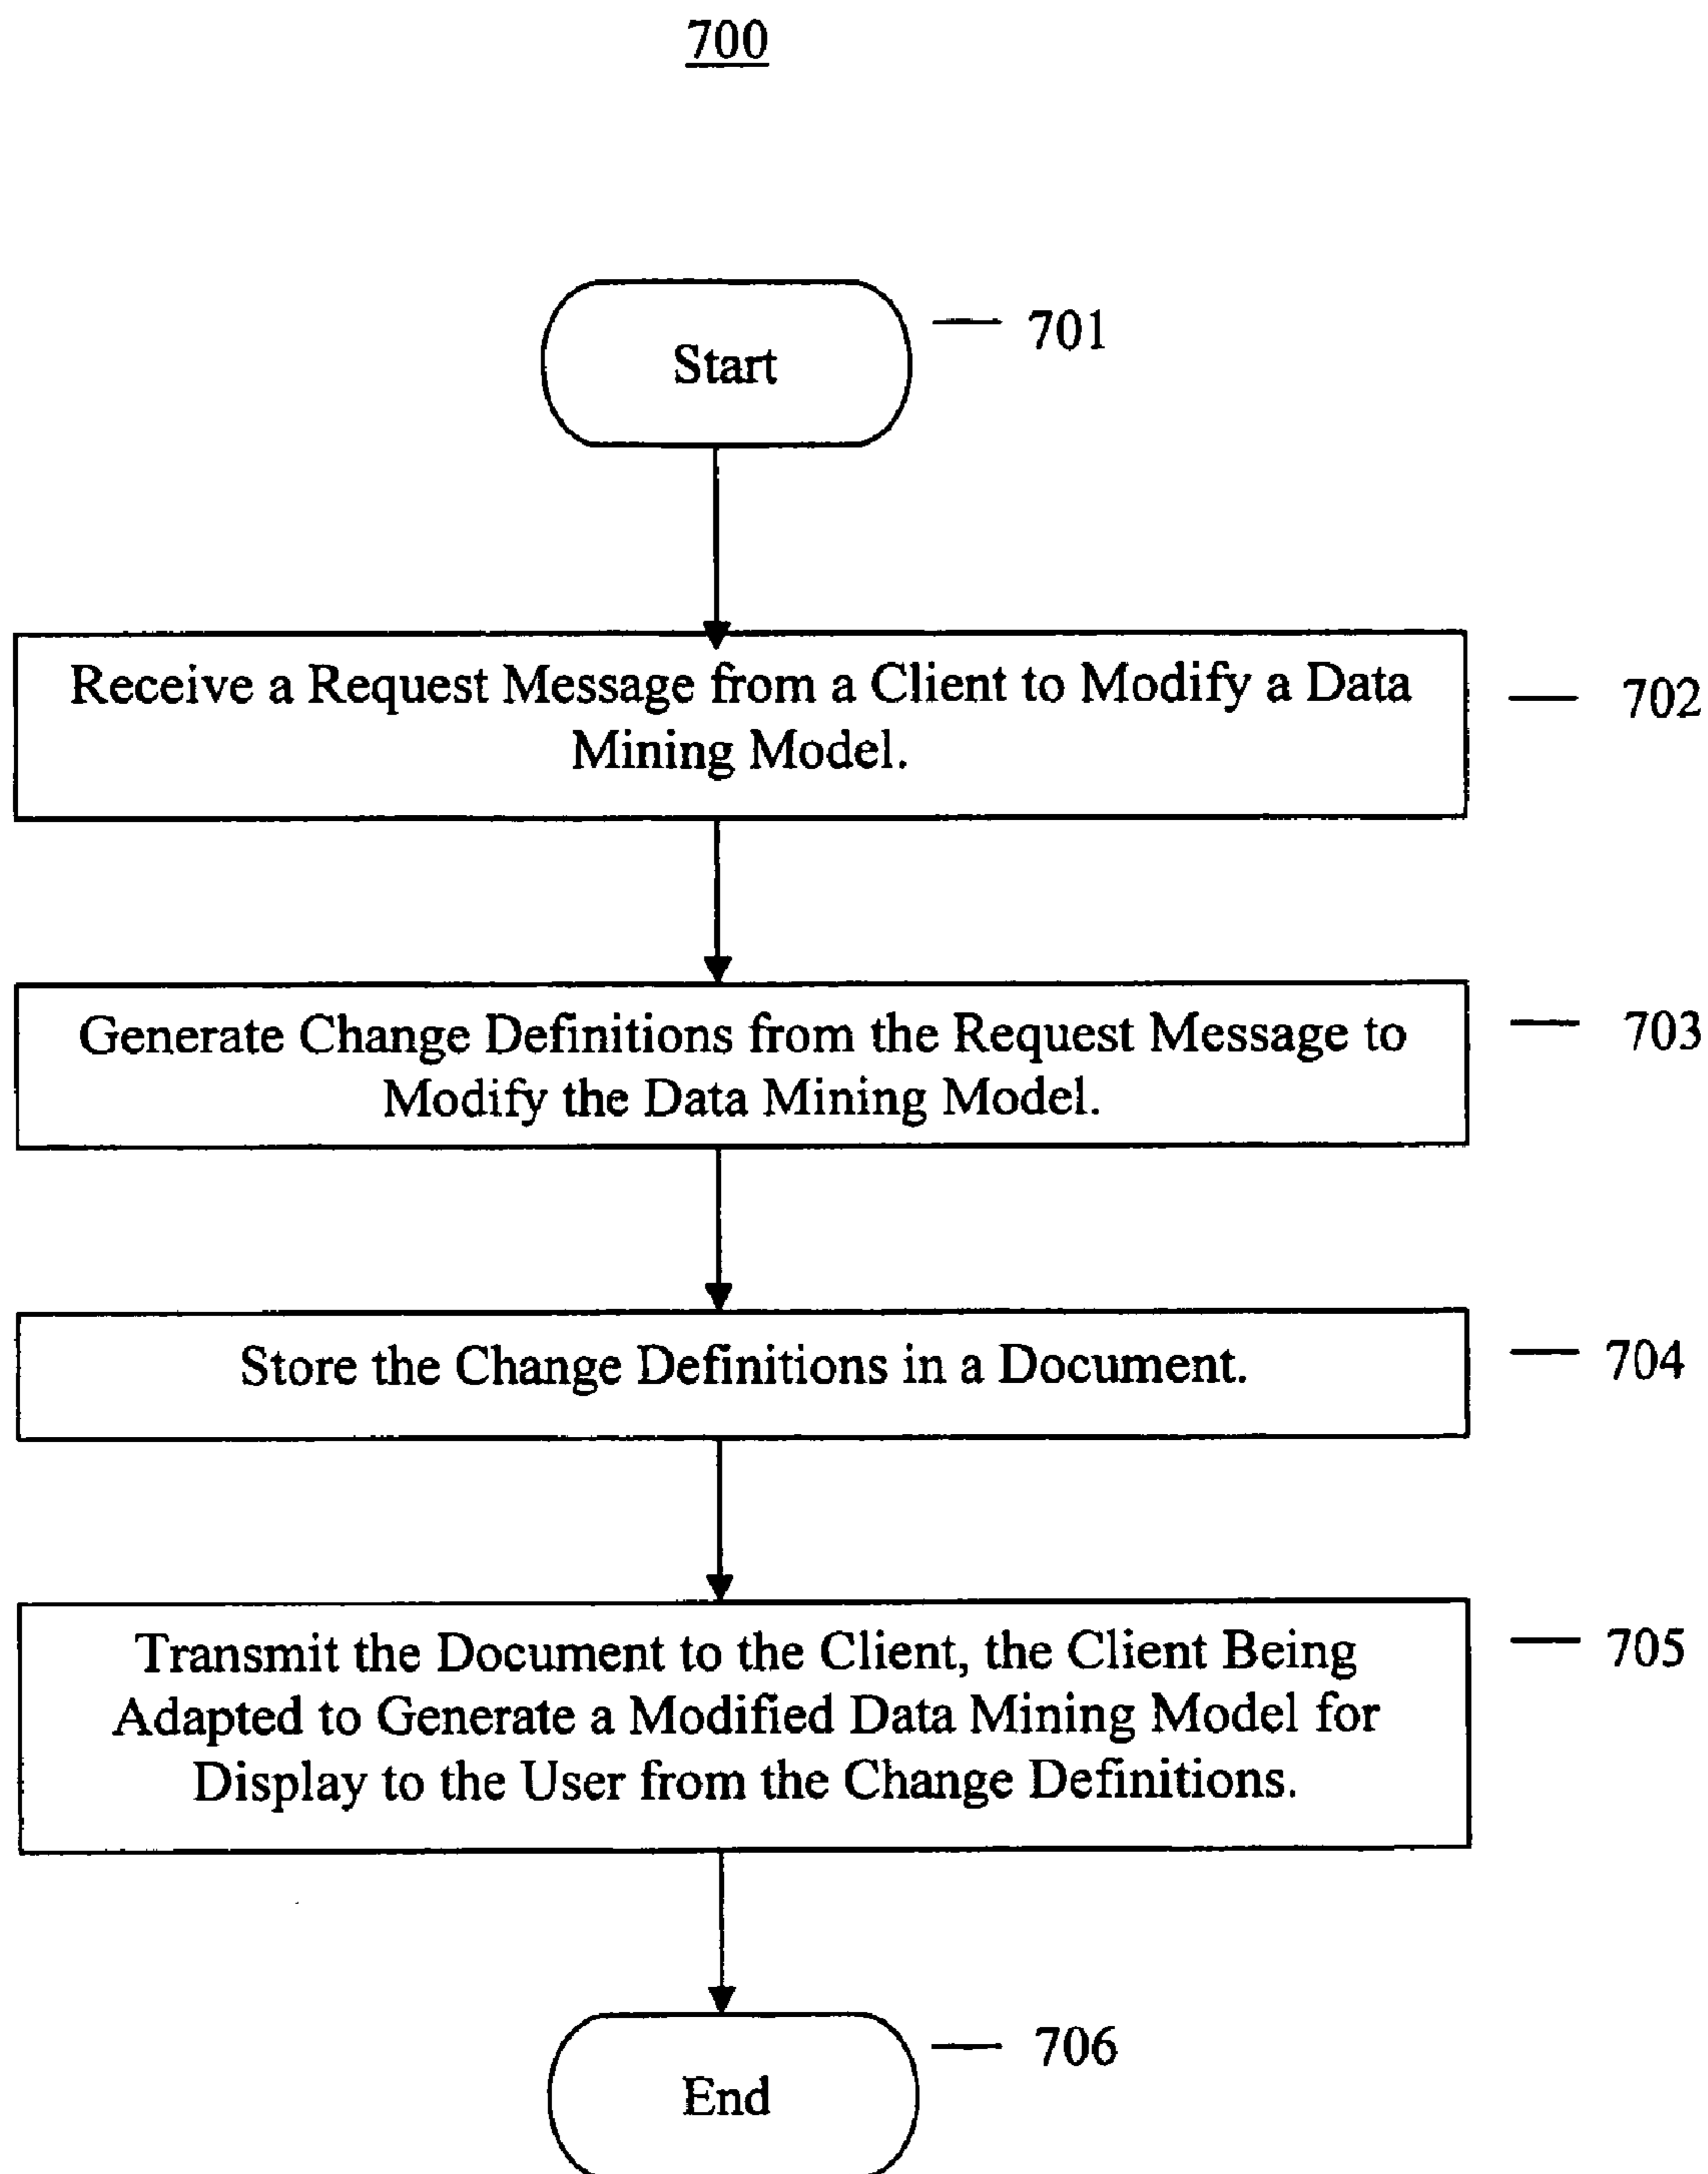 700
Start
701
Receive a Request Message from a Client to Modify a Data
Mining Model.
702
Generate Change Definitions from the Request Message to
Modify the Data Mining Model.
703
Store the Change Definitions in a Document.
704
Transmit the Document to the Client, the Client Being
Adapted to Generate a Modified Data Mining Model for
Display to the User from the Change Definitions.
705
End
706